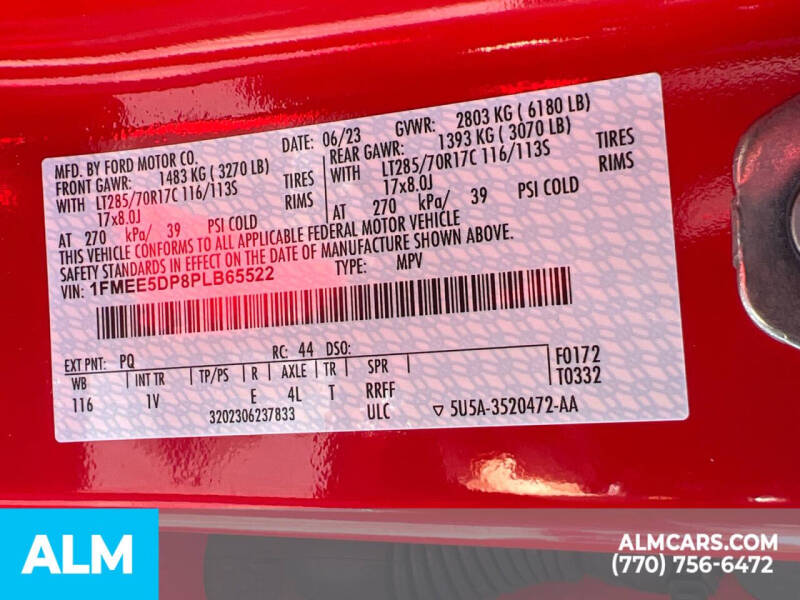 MFD. BY FORD MOTOR CO.
DATE: 06/23
GVWR: 2803 KG ( 6180 LB)
FRONT GAWR: 1483 KG ( 3270 LB)
REAR GAWR: 1393 KG ( 3070 LB)
WITH LT285/70R17C 116/113S TIRES
WITH LT285/70R17C 116/113S TIRES
17x8.0J RIMS
17x8.0J RIMS
AT 270 kPa/ 39 PSI COLD
AT 270 kPa/ 39 PSI COLD
THIS VEHICLE CONFORMS TO ALL APPLICABLE FEDERAL MOTOR VEHICLE
SAFETY STANDARDS IN EFFECT ON THE DATE OF MANUFACTURE SHOWN ABOVE.
VIN: 1FMEE5DP8PLB65522
TYPE: MPV
EXT PNT: PQ RC: 44 DSO: F0172
WB INT TR TP/PS R AXLE TR SPR T0332
116 1V E 4L T RRFF
3202306237833 ULC ▽ 5U5A-3520472-AA
ALM
ALMCARS.COM
(770) 756-6472